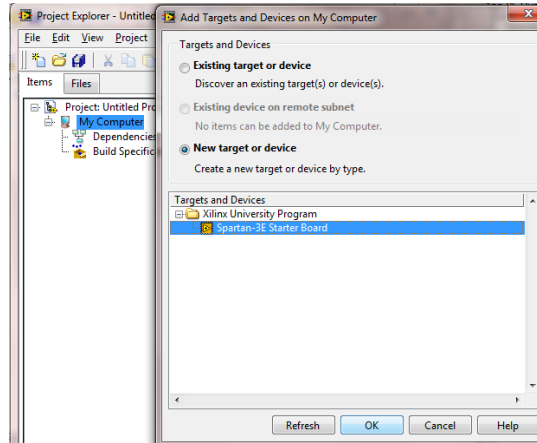 Project Explorer - Untitled
File Edit View Project
Items Files
Project: Untitled Pro
My Computer
Dependencies
Build Specific
Add Targets and Devices on My Computer
Targets and Devices
Existing target or device
Discover an existing target(s) or device(s).
Existing device on remote subnet
No items can be added to My Computer.
New target or device
Create a new target or device by type.
Targets and Devices
Xilinx University Program
Spartan-3E Starter Board
Refresh OK Cancel Help